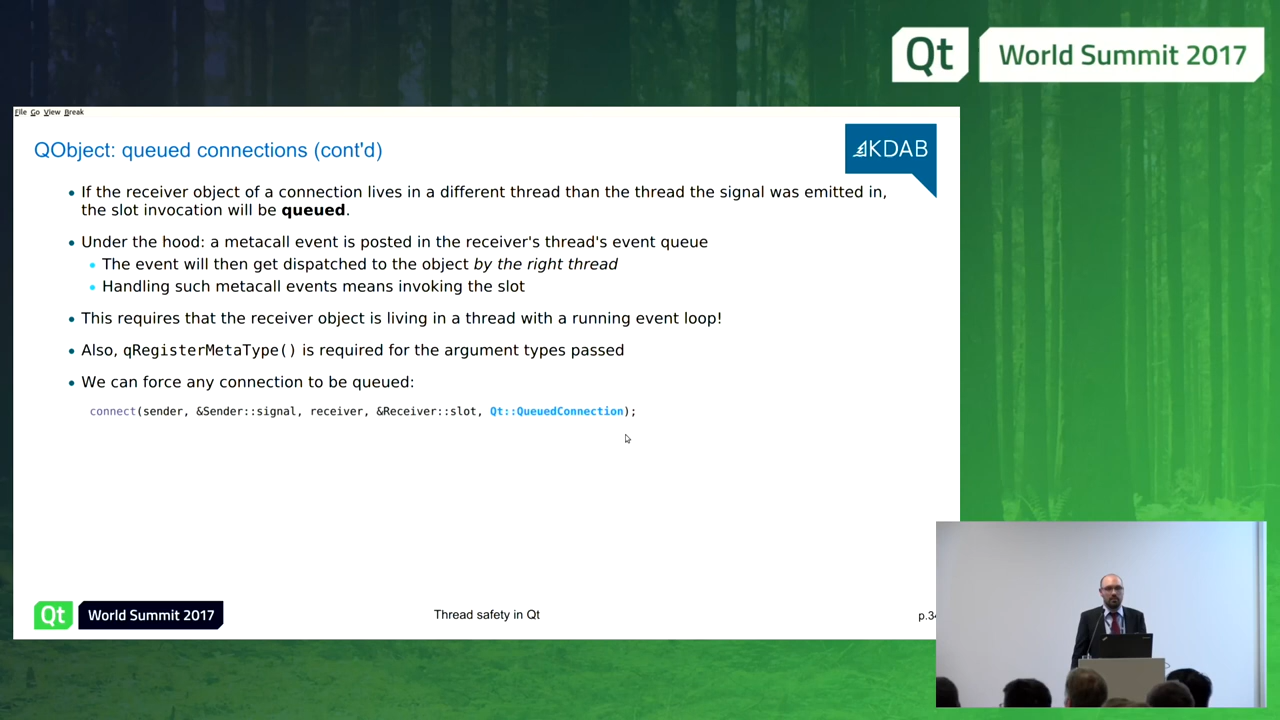 Qt World Summit 2017
File Go View Break
QObject: queued connections (cont'd)
KDAB
• If the receiver object of a connection lives in a different thread than the thread the signal was emitted in,
the slot invocation will be queued.
• Under the hood: a metacall event is posted in the receiver's thread's event queue
• The event will then get dispatched to the object by the right thread
• Handling such metacall events means invoking the slot
• This requires that the receiver object is living in a thread with a running event loop!
• Also, qRegisterMetaType() is required for the argument types passed
• We can force any connection to be queued:
connect(sender, &Sender::signal, receiver, &Receiver::slot, Qt::QueuedConnection);
Qt World Summit 2017
Thread safety in Qt
p.34